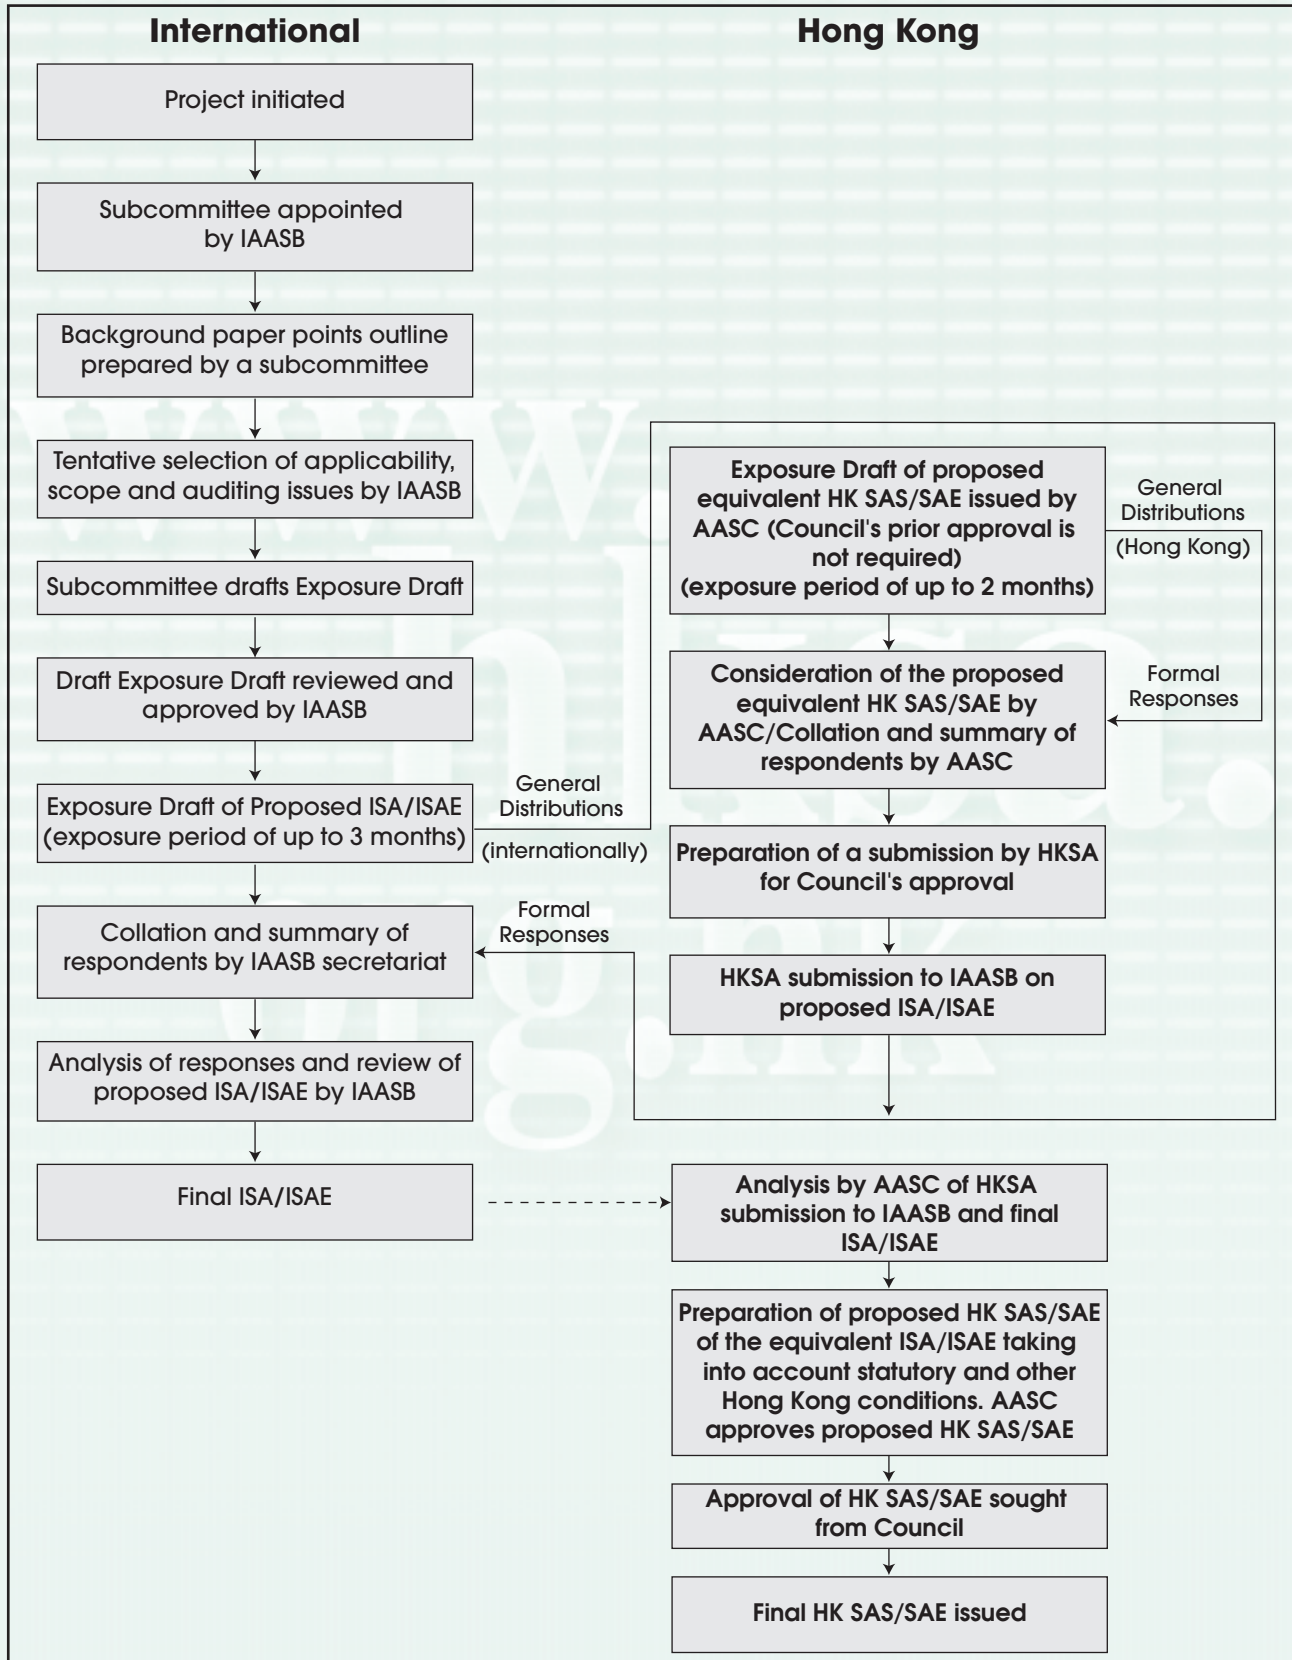 International
Project initiated
Subcommittee appointed
by IAASB
Background paper points outline
prepared by a subcommittee
Tentative selection of applicability,
scope and auditing issues by IAASB
Subcommittee drafts Exposure Draft
Draft Exposure Draft reviewed and
approved by IAASB
Exposure Draft of Proposed ISA/ISAE
(exposure period of up to 3 months)
General
Distributions
(internationally)
Formal
Responses
Collation and summary of
respondents by IAASB secretariat
Analysis of responses and review of
proposed ISA/ISAE by IAASB
Final ISA/ISAE
Hong Kong
Exposure Draft of proposed
equivalent HK SAS/SAE issued by
AASC (Council's prior approval is
not required)
(exposure period of up to 2 months)
General
Distributions
(Hong Kong)
Formal
Responses
Consideration of the proposed
equivalent HK SAS/SAE by
AASC/Collation and summary of
respondents by AASC
Preparation of a submission by HKSA
for Council's approval
HKSA submission to IAASB on
proposed ISA/ISAE
Analysis by AASC of HKSA
submission to IAASB and final
ISA/ISAE
Preparation of proposed HK SAS/SAE
of the equivalent ISA/ISAE taking
into account statutory and other
Hong Kong conditions. AASC
approves proposed HK SAS/SAE
Approval of HK SAS/SAE sought
from Council
Final HK SAS/SAE issued
www.
hksa.
org.hk